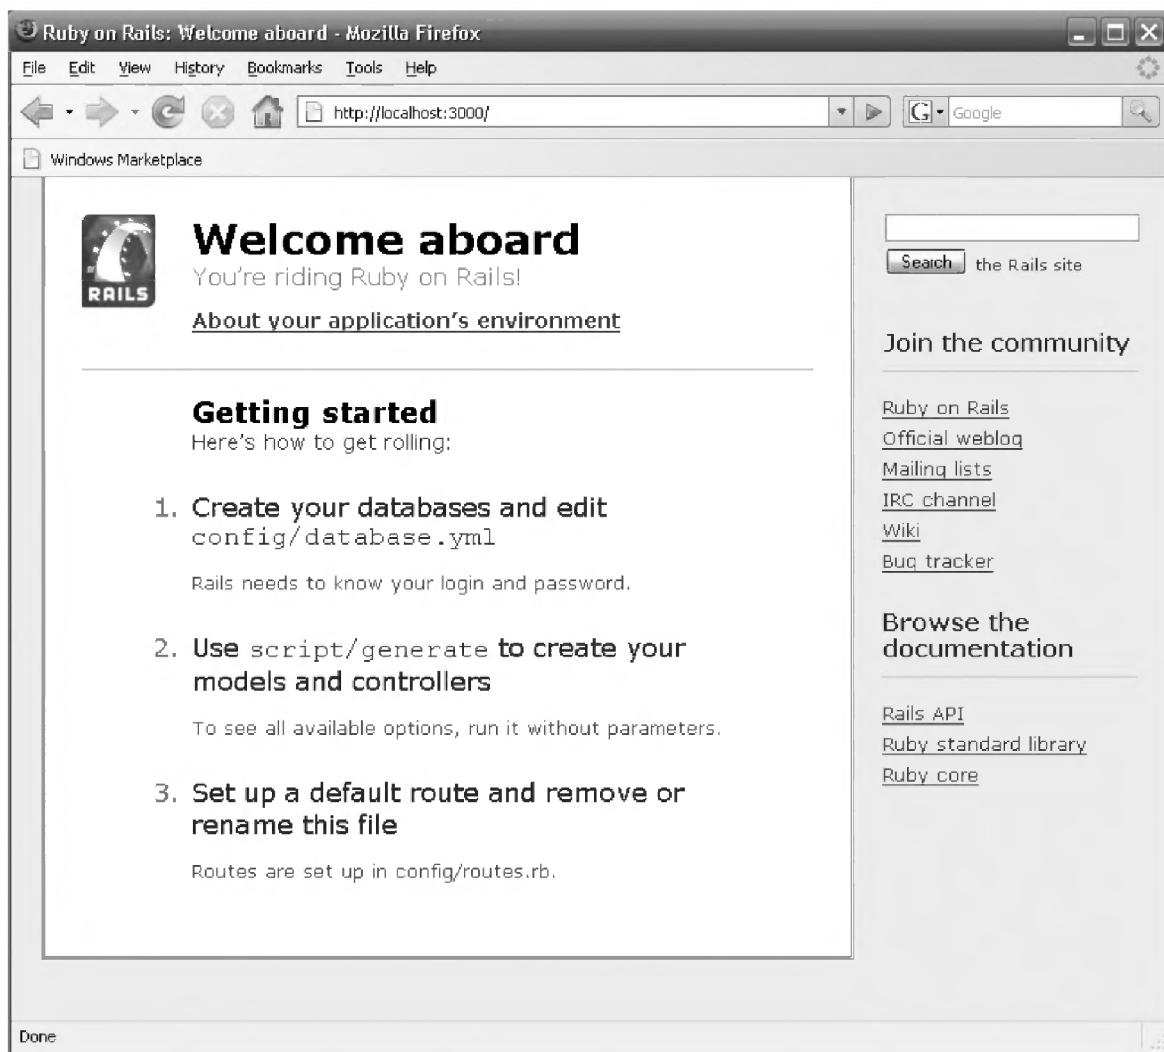 Ruby on Rails: Welcome aboard - Mozilla Firefox
File Edit View History Bookmarks Tools Help
http://localhost:3000/
G Google
Windows Marketplace
RAILS
Welcome aboard
You're riding Ruby on Rails!
About your application's environment
Getting started
Here's how to get rolling:
1. Create your databases and edit
config/database.yml
Rails needs to know your login and password.
2. Use script/generate to create your
models and controllers
To see all available options, run it without parameters.
3. Set up a default route and remove or
rename this file
Routes are set up in config/routes.rb.
Search the Rails site
Join the community
Ruby on Rails
Official weblog
Mailing lists
IRC channel
Wiki
Bug tracker
Browse the
documentation
Rails API
Ruby standard library
Ruby core
Done